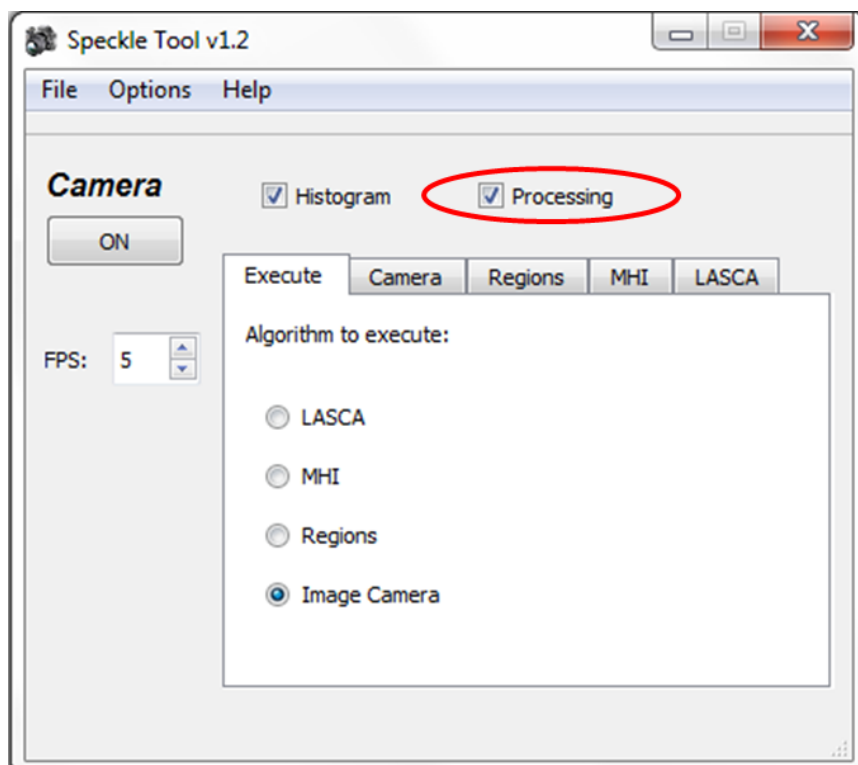 Speckle Tool v1.2
File Options Help
Camera
Histogram Processing
ON
Execute Camera Regions MHI LASCA
Algorithm to execute:
FPS: 5
LASCA
MHI
Regions
Image Camera